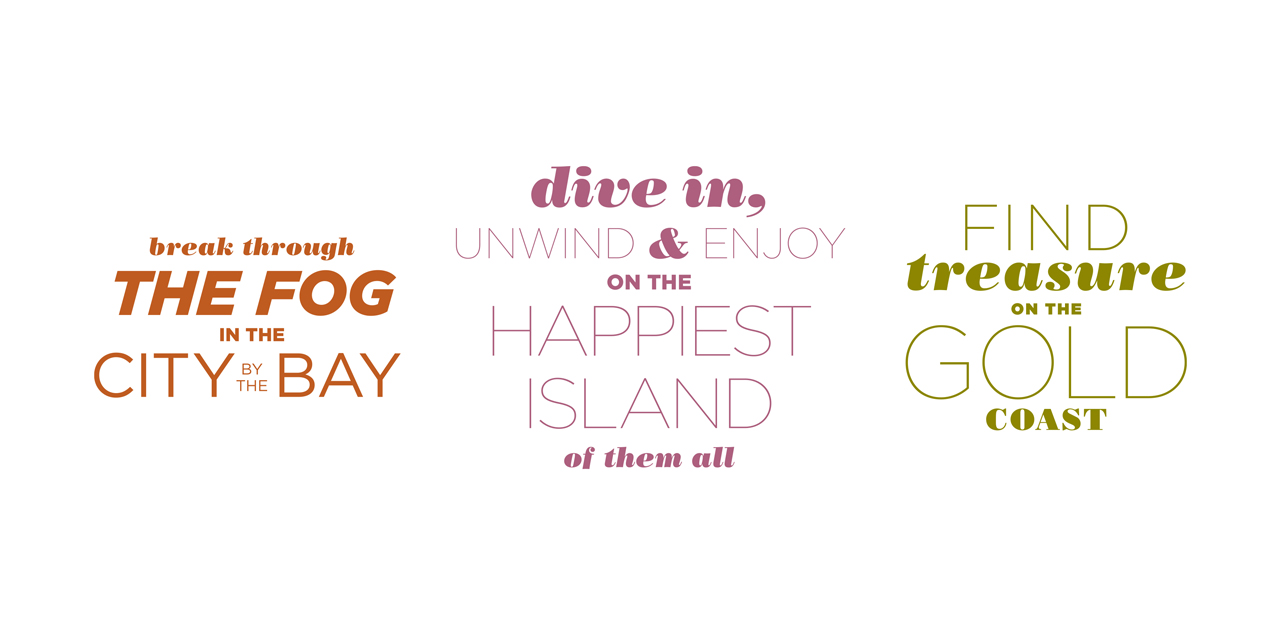 break through
THE FOG
IN THE
CITY BY THE BAY
dive in,
UNWIND & ENJOY
ON THE
HAPPIEST
ISLAND
of them all
FIND
treasure
ON THE
GOLD
COAST